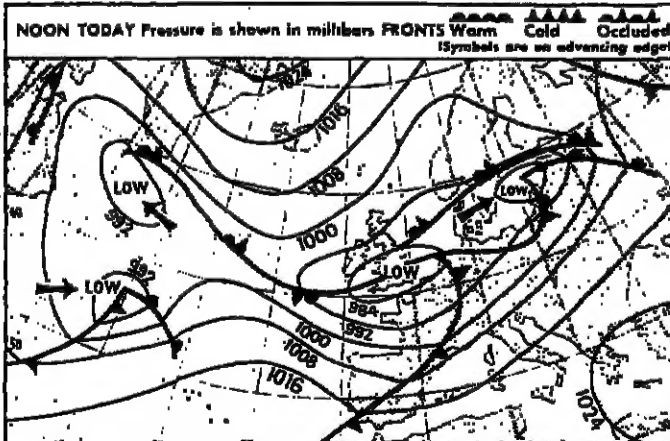 NOON TODAY Pressure is shown in millibars FRONTS Warm Cold Occluded
(Symbols are on advancing edge)
1024
1016
1008
1000
LOW
992
LOW
992
LOW
LOW
984
992
1000
1008
1016
1024
50